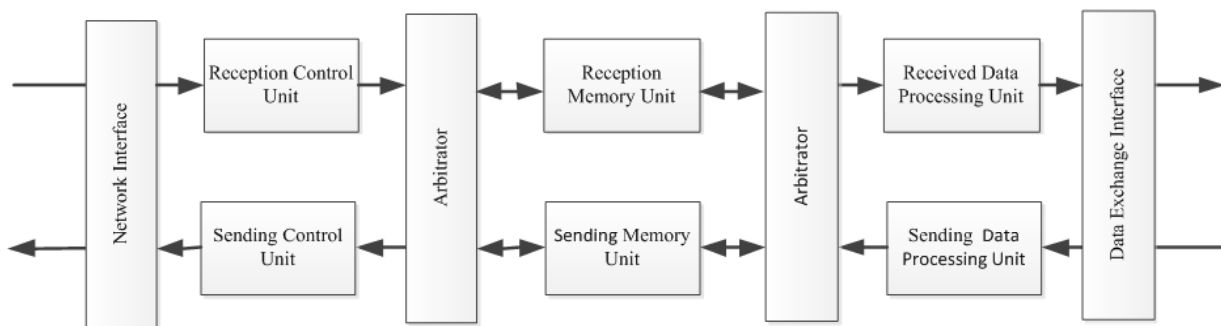 Network Interface
Reception Control
Unit
Arbitrator
Reception
Memory Unit
Arbitrator
Received Data
Processing Unit
Data Exchange Interface
Sending Control
Unit
Sending Memory
Unit
Sending Data
Processing Unit